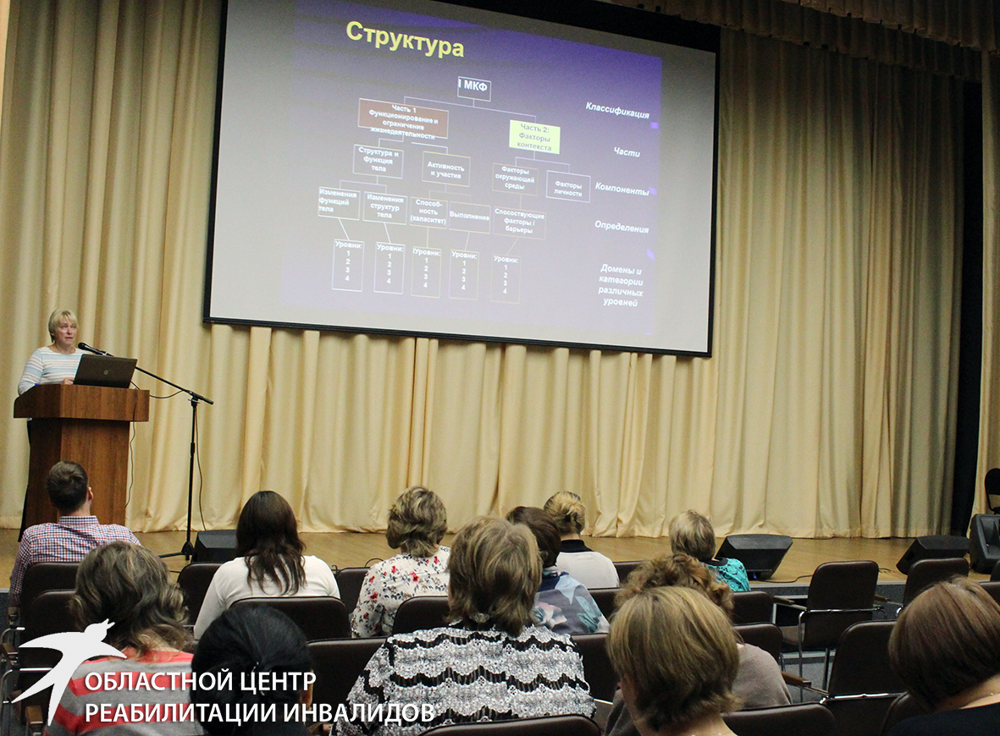 Структура
I МКФ
Классификация
Часть 1
Функционирование и
ограничение
жизнедеятельности
Часть 2:
Факторы
контекста
Части
Структура и
функция
тела
Активность
и участие
Факторы
окружающей
среды
Факторы
личности
Компоненты
Изменения
функций
тела
Изменения
структур
тела
Способ-
ность
(капаситет)
Выполнение
Способствующие
факторы /
барьеры
Определения
Уровни:
1
2
3
4
Уровни:
1
2
3
4
Уровни:
1
2
3
4
Уровни:
1
2
3
4
Уровни:
1
2
3
4
Домены и
категории
различных
уровней
ОБЛАСТНОЙ ЦЕНТР
РЕАБИЛИТАЦИИ ИНВАЛИДОВ